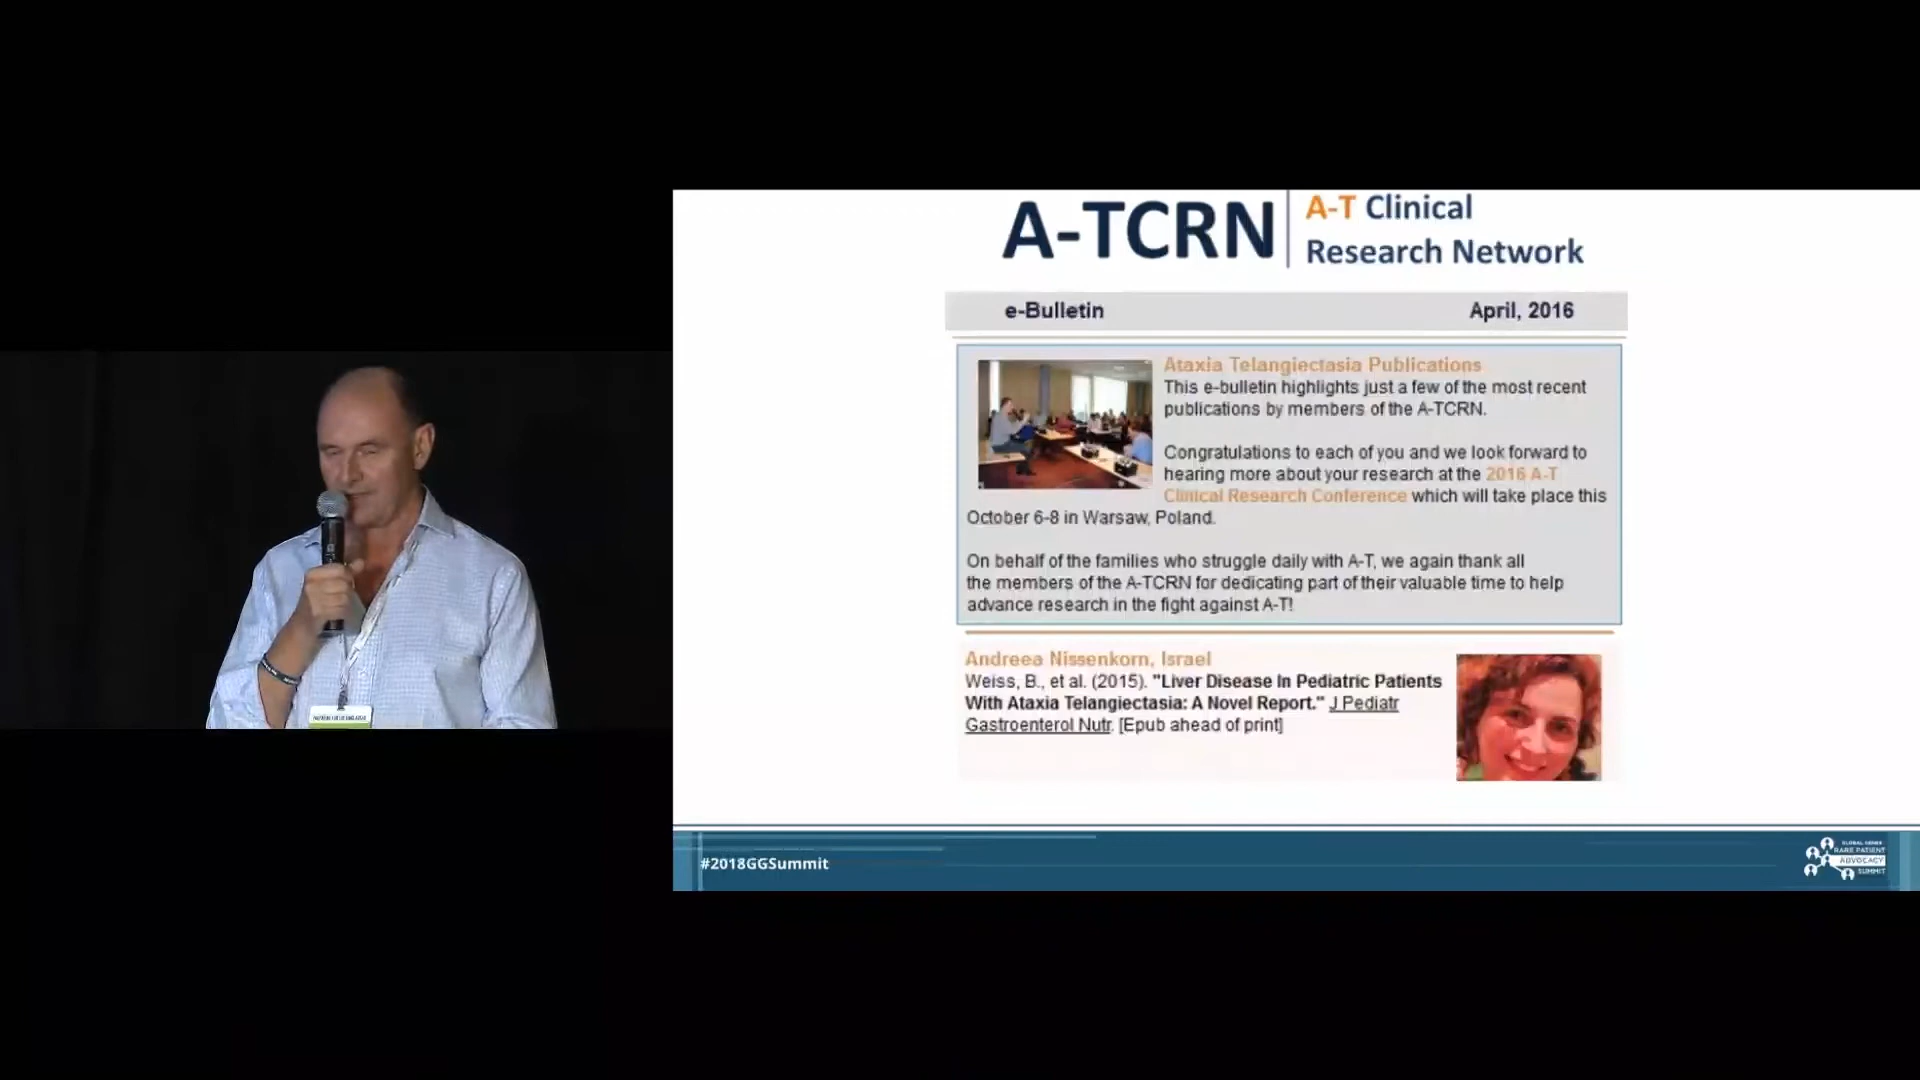 A-TCRN
A-T Clinical
Research Network
e-Bulletin
April, 2016
Ataxia Telangiectasia Publications
This e-bulletin highlights just a few of the most recent
publications by members of the A-TCRN.
Congratulations to each of you and we look forward to
hearing more about your research at the 2016 A-T
Clinical Research Conference which will take place this
October 6-8 in Warsaw, Poland.
On behalf of the families who struggle daily with A-T, we again thank all
the members of the A-TCRN for dedicating part of their valuable time to help
advance research in the fight against A-T!
Andreea Nissenkorn, Israel
Weiss, B., et al. (2015). "Liver Disease In Pediatric Patients
With Ataxia Telangiectasia: A Novel Report." J Pediatr
Gastroenterol Nutr. [Epub ahead of print]
#2018GGSummit
RARE PATIENT
ADVOCACY
SUMMIT